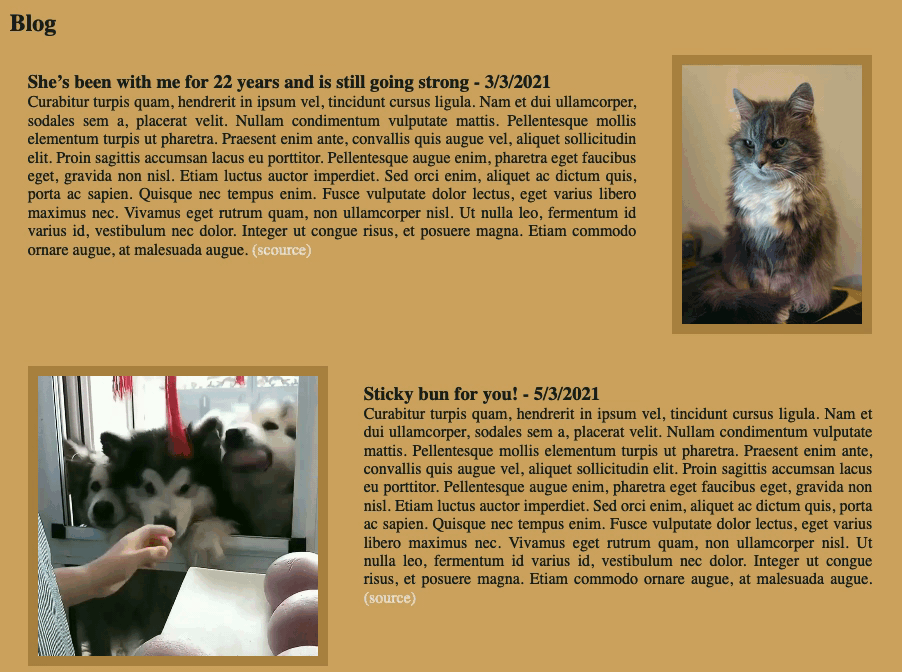 Blog
She’s been with me for 22 years and is still going strong - 3/3/2021
Curabitur turpis quam, hendrerit in ipsum vel, tincidunt cursus ligula. Nam et dui ullamcorper,
sodales sem a, placerat velit. Nullam condimentum vulputate mattis. Pellentesque mollis
elementum turpis ut pharetra. Praesent enim ante, convallis quis augue vel, aliquet sollicitudin
elit. Proin sagittis accumsan lacus eu porttitor. Pellentesque augue enim, pharetra eget faucibus
eget, gravida non nisl. Etiam luctus auctor imperdiet. Sed orci enim, aliquet ac dictum quis,
porta ac sapien. Quisque nec tempus enim. Fusce vulputate dolor lectus, eget varius libero
maximus nec. Vivamus eget rutrum quam, non ullamcorper nisl. Ut nulla leo, fermentum id
varius id, vestibulum nec dolor. Integer ut congue risus, et posuere magna. Etiam commodo
ornare augue, at malesuada augue. (scource)
Sticky bun for you! - 5/3/2021
Curabitur turpis quam, hendrerit in ipsum vel, tincidunt cursus ligula. Nam et
dui ullamcorper, sodales sem a, placerat velit. Nullam condimentum vulputate
mattis. Pellentesque mollis elementum turpis ut pharetra. Praesent enim ante,
convallis quis augue vel, aliquet sollicitudin elit. Proin sagittis accumsan lacus
eu porttitor. Pellentesque augue enim, pharetra eget faucibus eget, gravida non
nisl. Etiam luctus auctor imperdiet. Sed orci enim, aliquet ac dictum quis, porta
ac sapien. Quisque nec tempus enim. Fusce vulputate dolor lectus, eget varius
libero maximus nec. Vivamus eget rutrum quam, non ullamcorper nisl. Ut
nulla leo, fermentum id varius id, vestibulum nec dolor. Integer ut congue
risus, et posuere magna. Etiam commodo ornare augue, at malesuada augue.
(source)